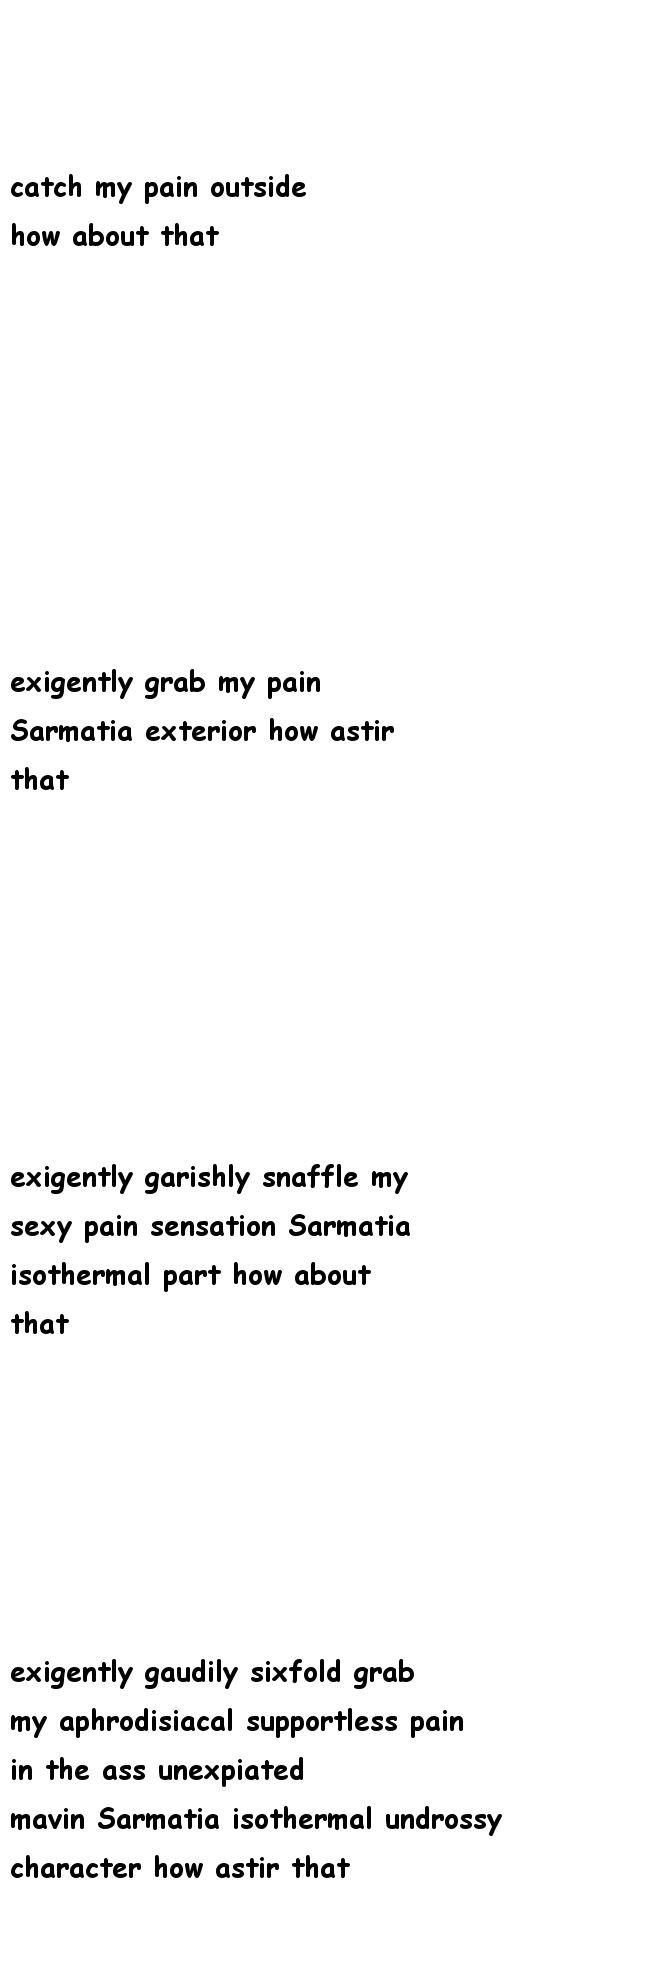 catch my pain outside
how about that
exigently grab my pain
Sarmatia exterior how astir
that
exigently garishly snaffle my
sexy pain sensation Sarmatia
isothermal part how about
that
exigently gaudily sixfold grab
my aphrodisiacal supportless pain
in the ass unexpiated
mavin Sarmatia isothermal undrossy
character how astir that